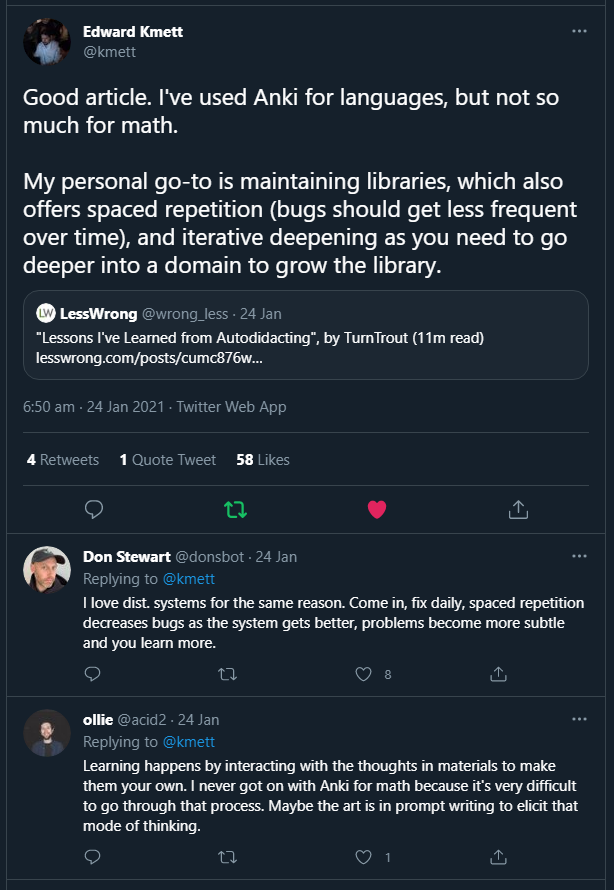 Edward Kmett
@kmett
Good article. I've used Anki for languages, but not so
much for math.
My personal go-to is maintaining libraries, which also
offers spaced repetition (bugs should get less frequent
over time), and iterative deepening as you need to go
deeper into a domain to grow the library.
LW LessWrong @wrong_less · 24 Jan
"Lessons I've Learned from Autodidacting", by TurnTrout (11m read)
lesswrong.com/posts/cumc876w...
6:50 am · 24 Jan 2021 · Twitter Web App
4 Retweets 1 Quote Tweet 58 Likes
Don Stewart @donsbot · 24 Jan
Replying to @kmett
I love dist. systems for the same reason. Come in, fix daily, spaced repetition
decreases bugs as the system gets better, problems become more subtle
and you learn more.
8
ollie @acid2 · 24 Jan
Replying to @kmett
Learning happens by interacting with the thoughts in materials to make
them your own. I never got on with Anki for math because it's very difficult
to go through that process. Maybe the art is in prompt writing to elicit that
mode of thinking.
1